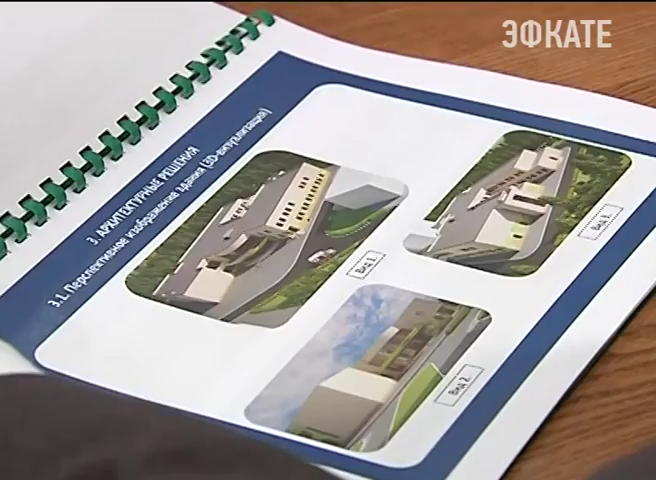 ЭФКАТЕ
3. АРХИТЕКТУРНЫЕ РЕШЕНИЯ
3.1. Перспективное изображение здания (3D-визуализация)
Вид 1.
Вид 3.
Вид 2.